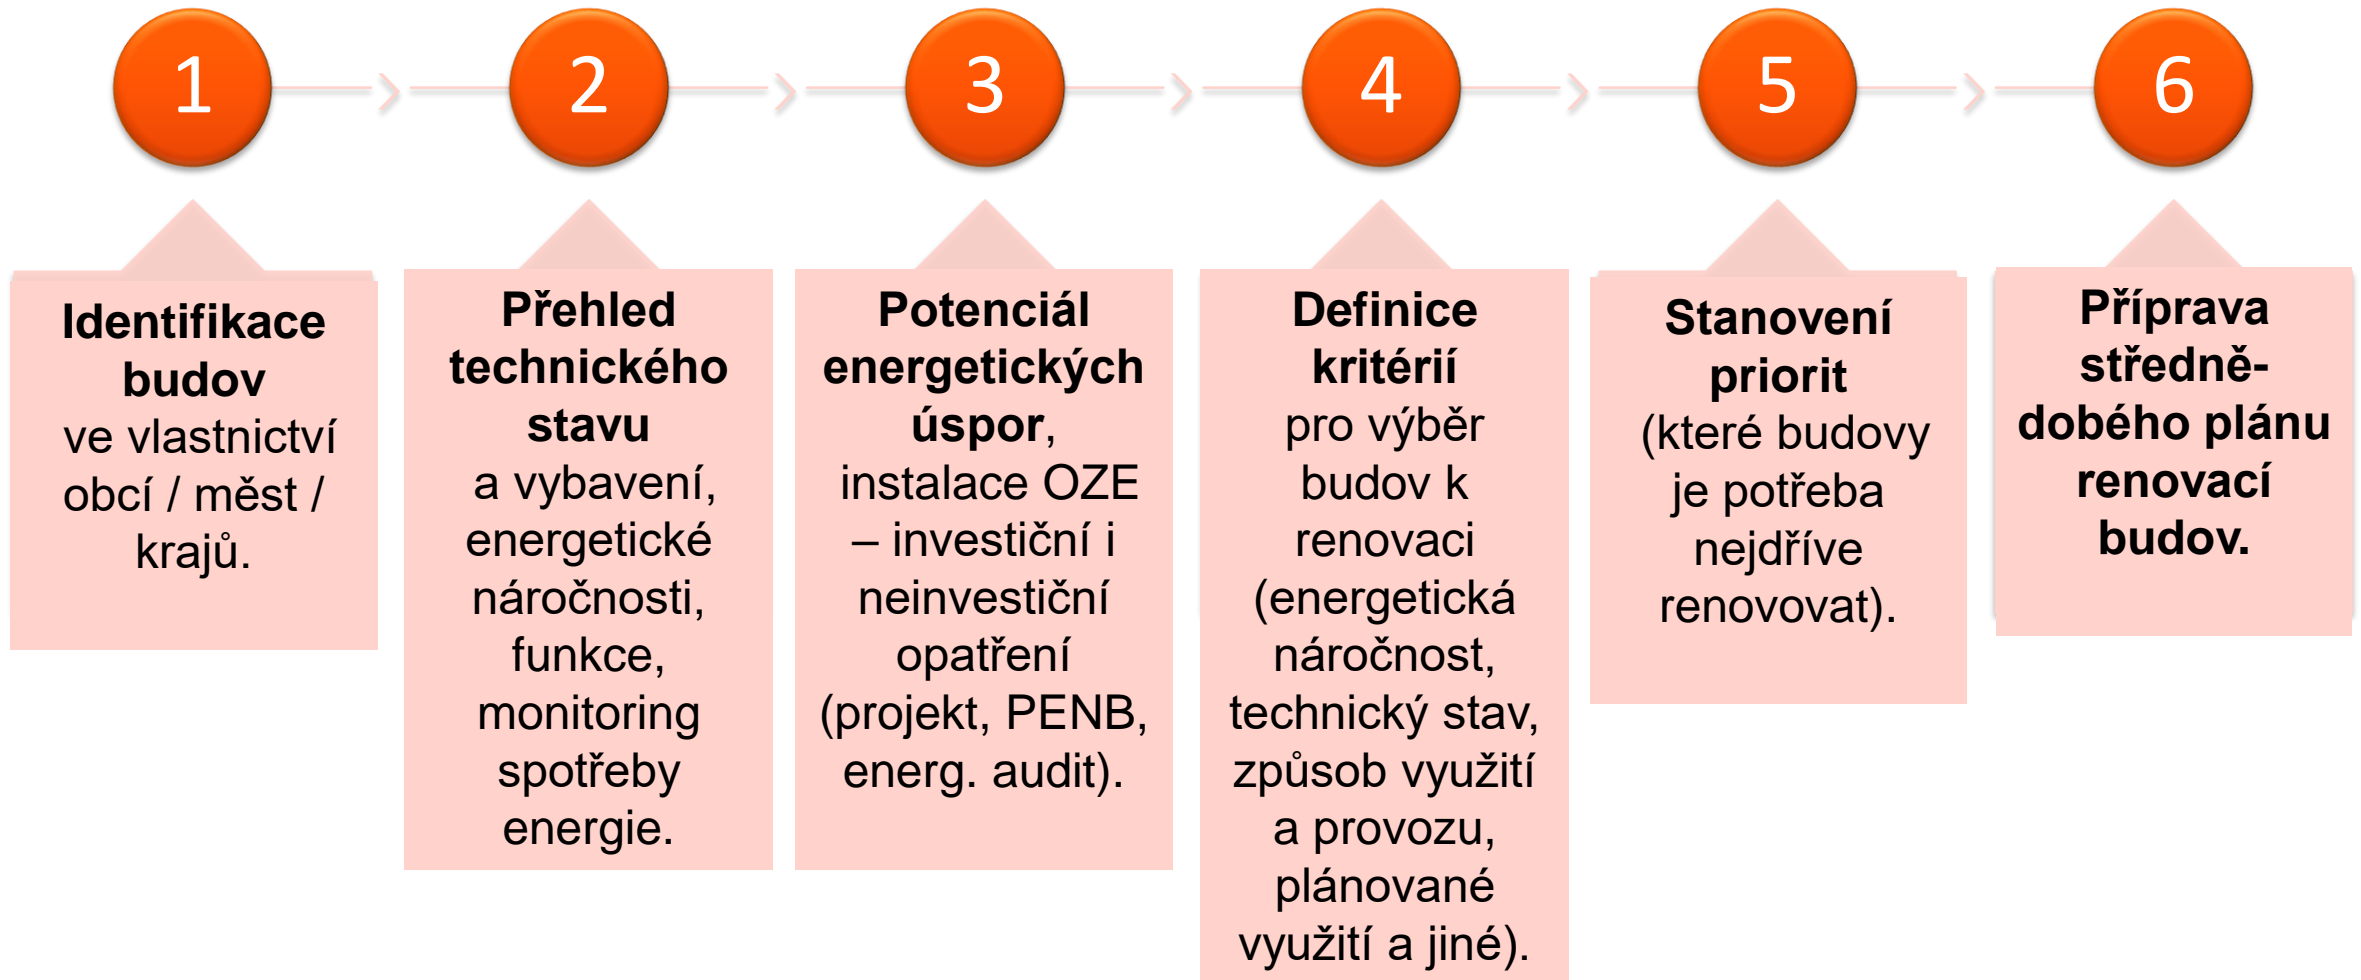 1
2
3
4
5
6
Identifikace
budov
ve vlastnictví
obcí / měst /
krajů.
Přehled
technického
stavu
a vybavení,
energetické
náročnosti,
funkce,
monitoring
spotřeby
energie.
Potenciál
energetických
úspor,
instalace OZE
– investiční i
neinvestiční
opatření
(projekt, PENB,
energ. audit).
Definice
kritérií
pro výběr
budov k
renovaci
(energetická
náročnost,
technický stav,
způsob využití
a provozu,
plánované
využití a jiné).
Stanovení
priorit
(které budovy
je potřeba
nejdříve
renovovat).
Příprava
středně-
dobého plánu
renovací
budov.